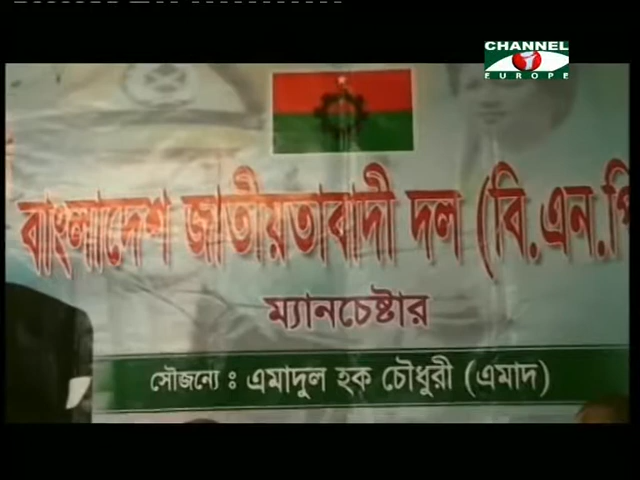 CHANNEL
i
EUROPE
বাংলাদেশ জাতীয়তাবাদী দল (বি.এন.পি
ম্যানচেষ্টার
সৌজন্যে : এমাদুল হক চৌধুরী (এমাদ)